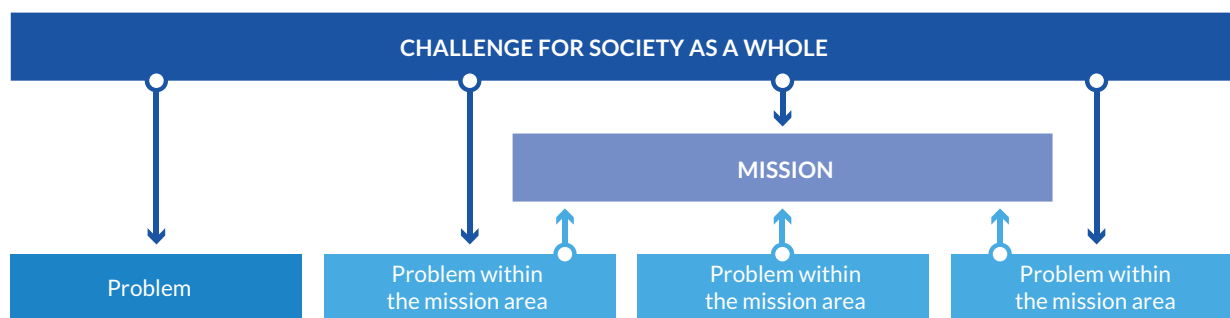 CHALLENGE FOR SOCIETY AS A WHOLE
MISSION
Problem
Problem within
the mission area
Problem within
the mission area
Problem within
the mission area